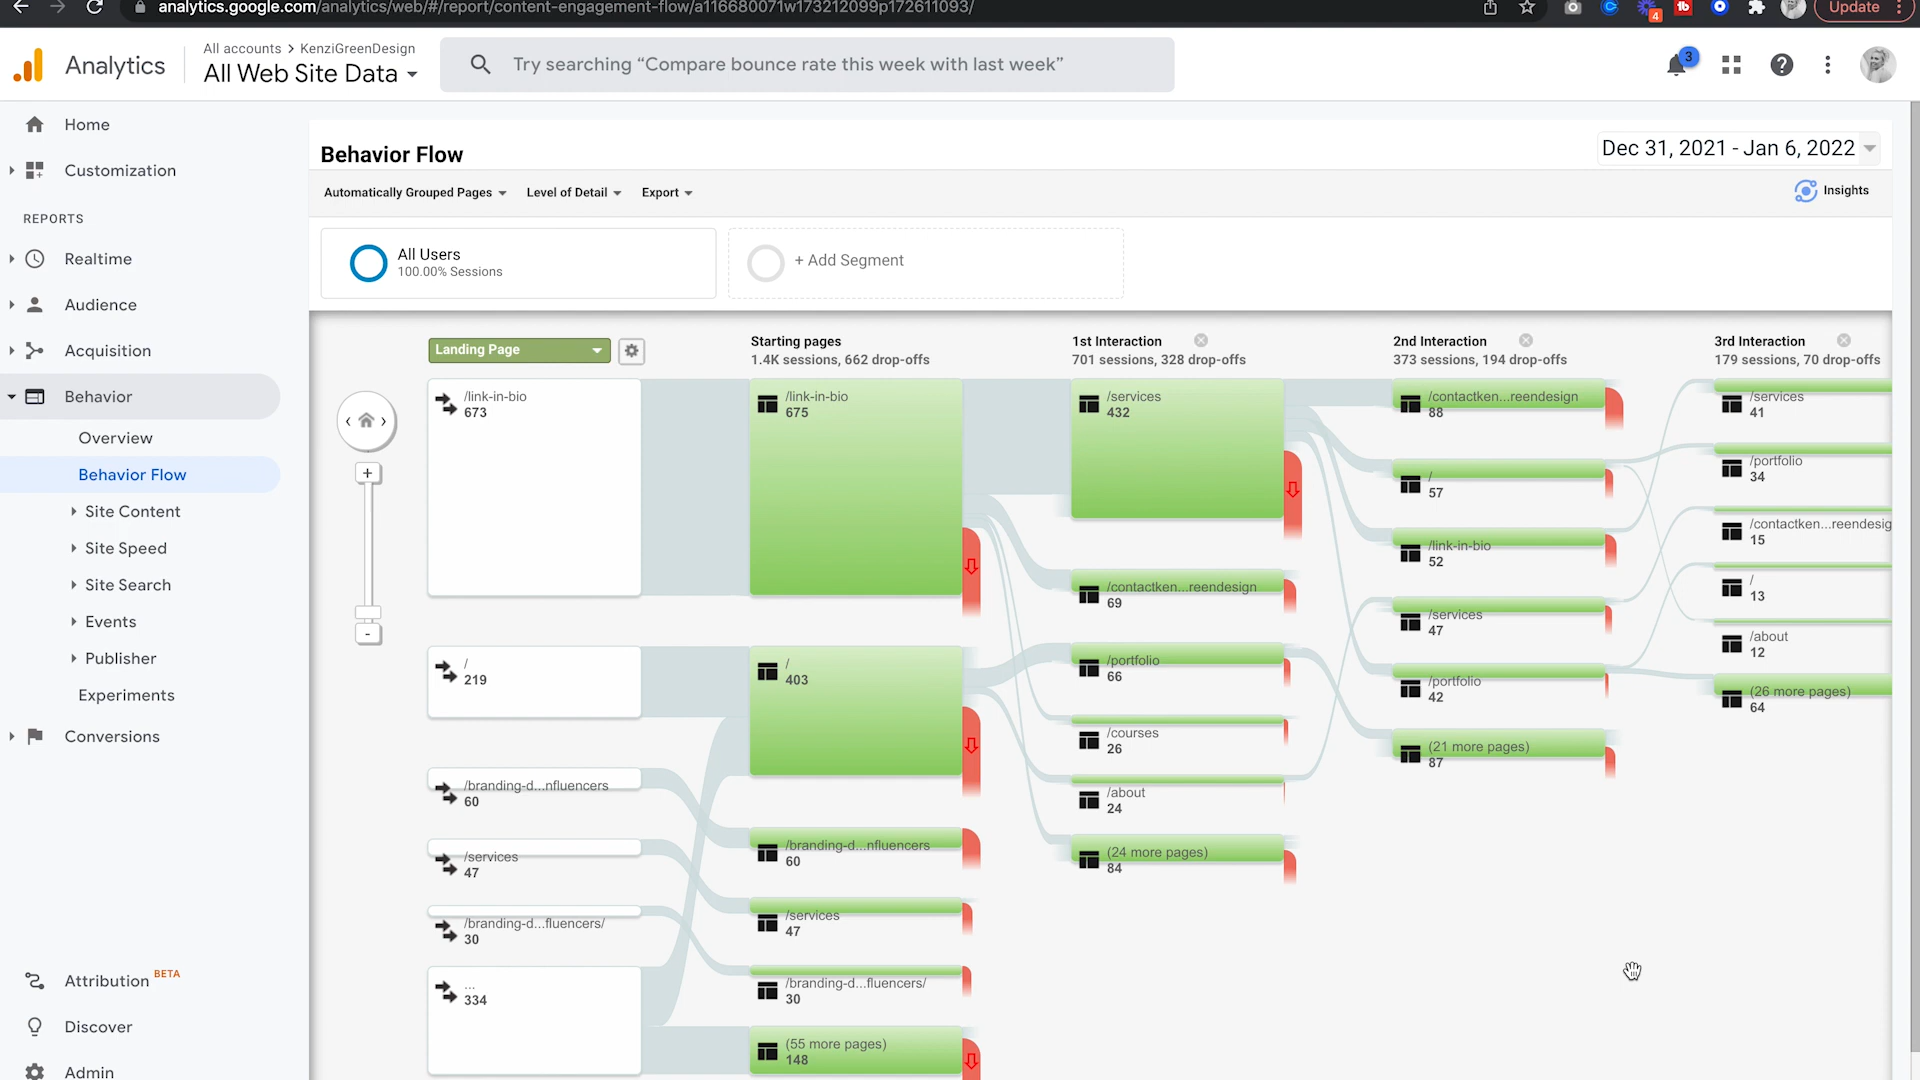 analytics.google.com/analytics/web/#/report/content-engagement-flow/a116680071w173212099p172611093/
4
Update
Analytics
All accounts > KenziGreenDesign
All Web Site Data
Try searching “Compare bounce rate this week with last week”
3
Home
Customization
REPORTS
Realtime
Audience
Acquisition
Behavior
Overview
Behavior Flow
Site Content
Site Speed
Site Search
Events
Publisher
Experiments
Conversions
Attribution BETA
Discover
Admin
Behavior Flow
Dec 31, 2021 - Jan 6, 2022
Automatically Grouped Pages
Level of Detail
Export
Insights
All Users
100.00% Sessions
+ Add Segment
Landing Page
/link-in-bio
673
/
219
/branding-d...nfluencers
60
/services
47
/branding-d...fluencers/
30
...
334
Starting pages
1.4K sessions, 662 drop-offs
/link-in-bio
675
/
403
/branding-d...nfluencers
60
/services
47
/branding-d...fluencers/
30
(55 more pages)
148
1st Interaction
701 sessions, 328 drop-offs
/services
432
/contactken...reendesign
69
/portfolio
66
/courses
26
/about
24
(24 more pages)
84
2nd Interaction
373 sessions, 194 drop-offs
/contactken...reendesign
88
/
57
/link-in-bio
52
/services
47
/portfolio
42
(21 more pages)
87
3rd Interaction
179 sessions, 70 drop-offs
/services
41
/portfolio
34
/contactken...reendesig
15
/
13
/about
12
(26 more pages)
64